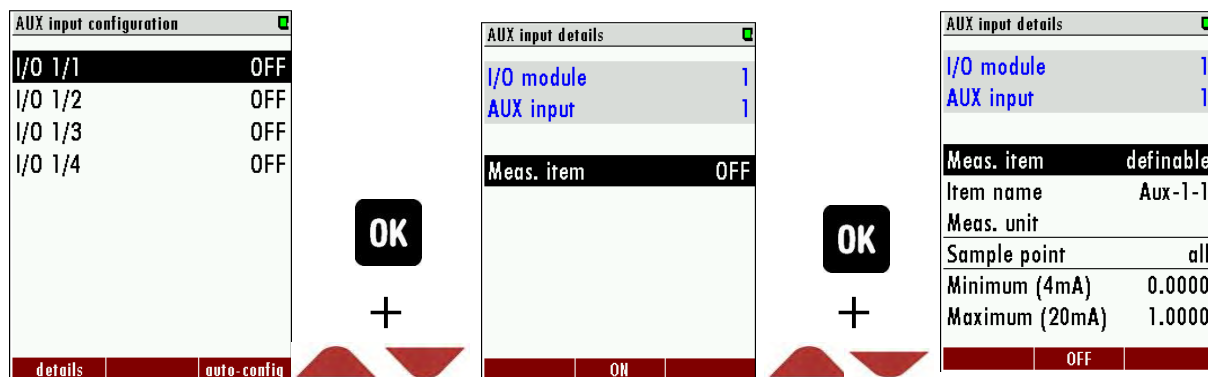 AUX input configuration
I/O 1/1 OFF
I/O 1/2 OFF
I/O 1/3 OFF
I/O 1/4 OFF
details auto-config
OK
+
AUX input details
I/O module 1
AUX input 1
Meas. item OFF
ON
OK
+
AUX input details
I/O module 1
AUX input 1
Meas. item definable
Item name Aux-1-1
Meas. unit
Sample point all
Minimum (4mA) 0.0000
Maximum (20mA) 1.0000
OFF